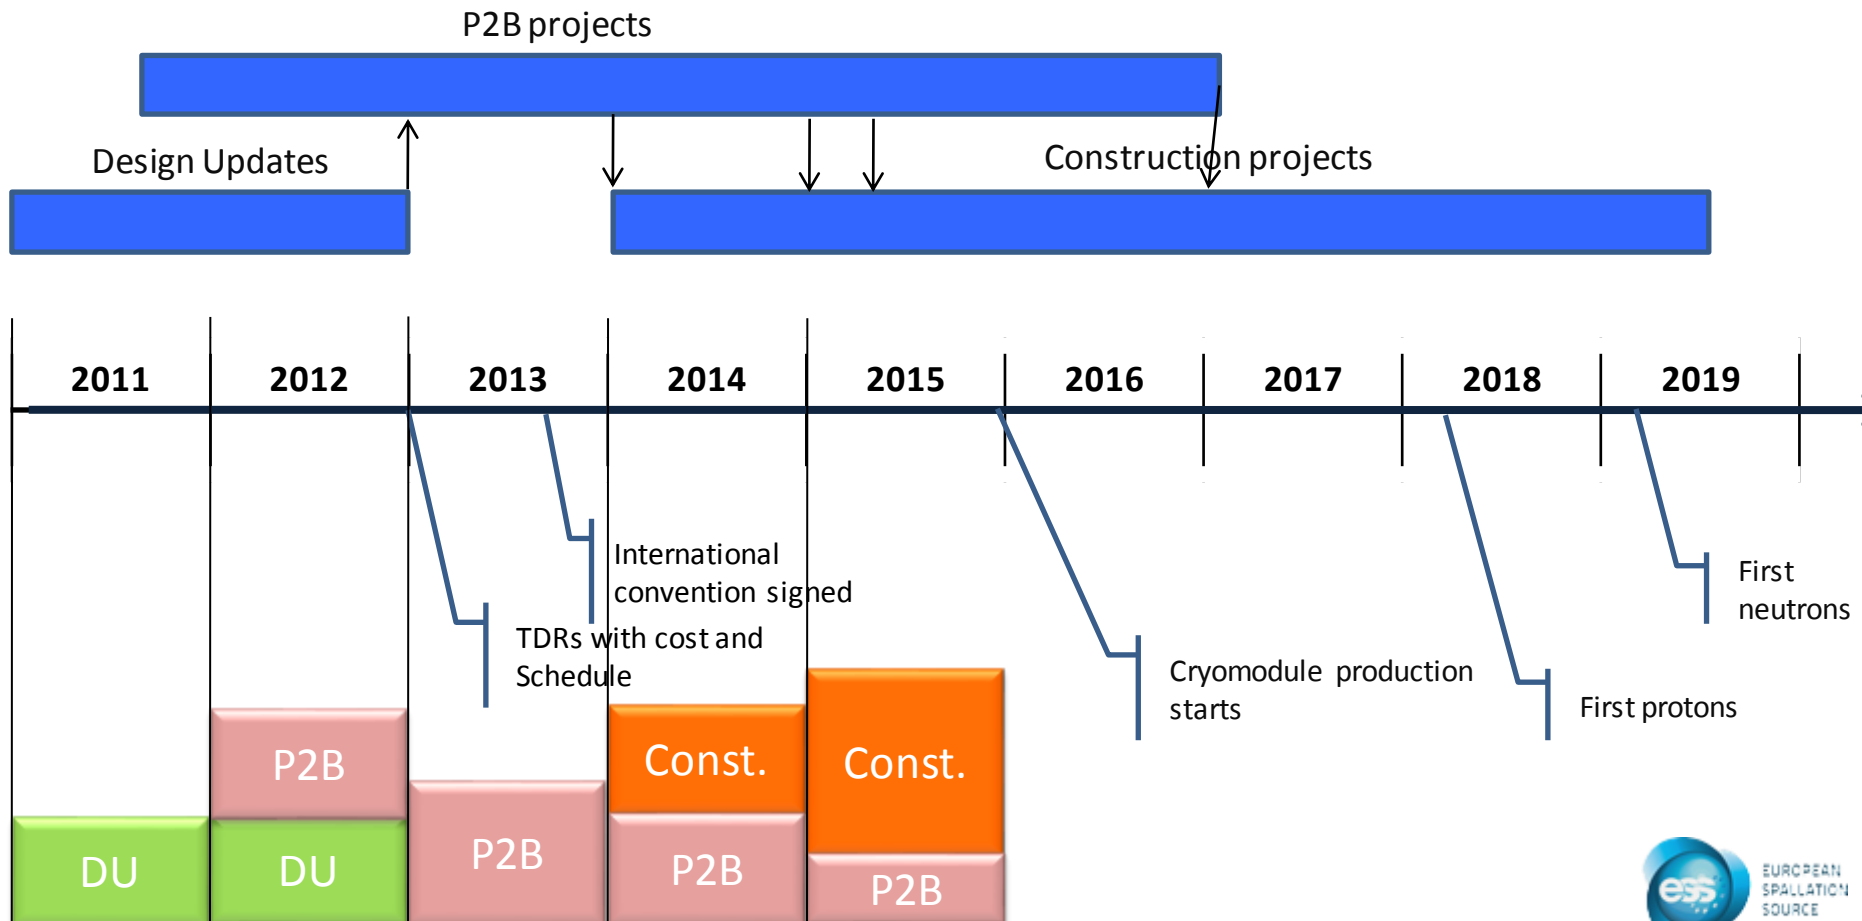 P2B projects
Design Updates
Construction projects
2011
2012
2013
2014
2015
2016
2017
2018
2019
International
convention signed
TDRs with cost and
Schedule
Cryomodule production
starts
First protons
First
neutrons
DU
P2B
DU
P2B
Const.
P2B
Const.
P2B
ess
EUROPEAN
SPALLATION
SOURCE